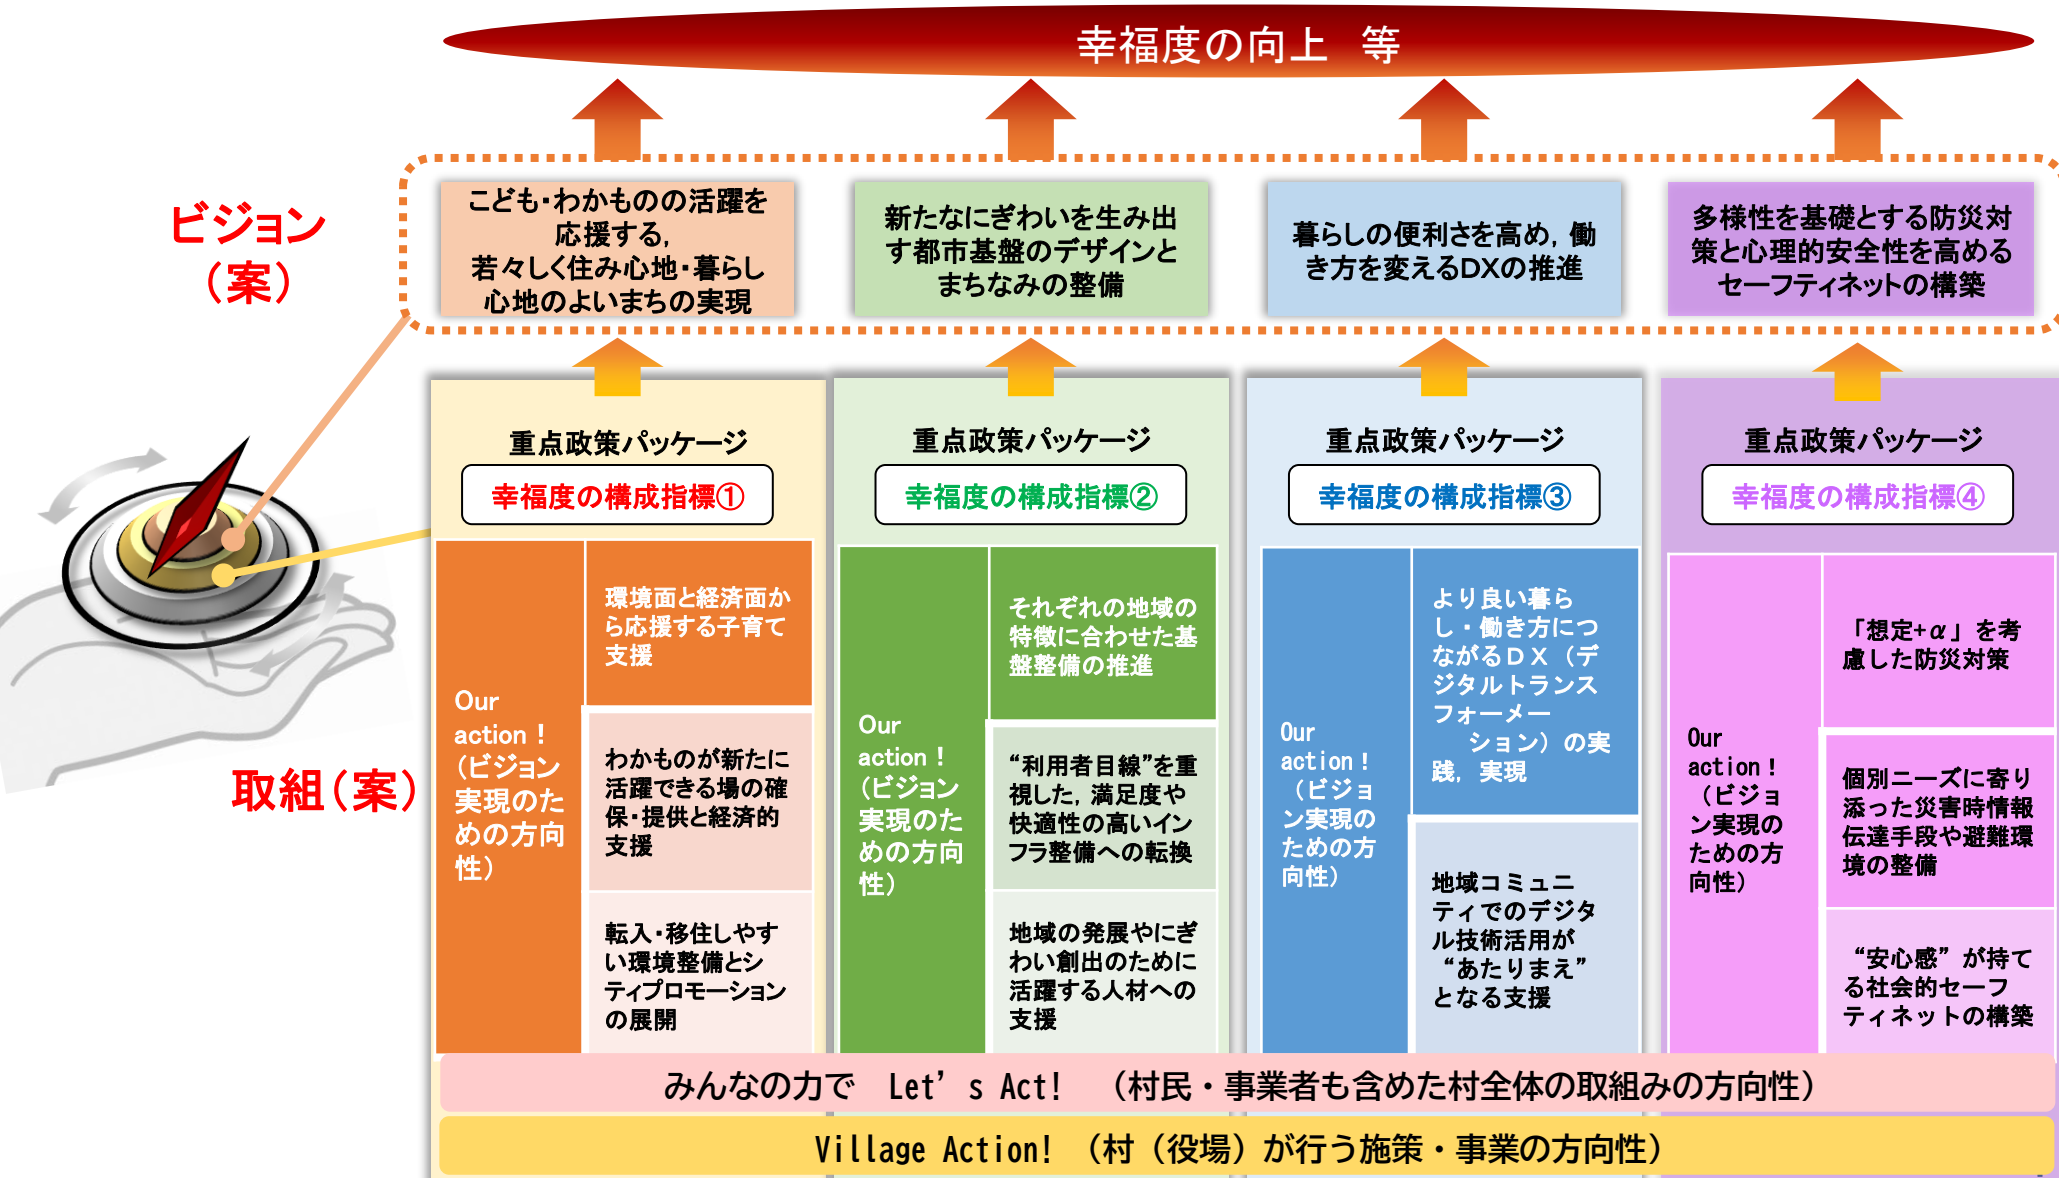 幸福度の向上　等
ビジョン
（案）
こども・わかものの活躍を
応援する，
若々しく住み心地・暮らし
心地のよいまちの実現
新たなにぎわいを生み出
す都市基盤のデザインと
まちなみの整備
暮らしの便利さを高め，働
き方を変えるDXの推進
多様性を基礎とする防災対
策と心理的安全性を高める
セーフティネットの構築
取組（案）
重点政策パッケージ
幸福度の構成指標①
Our
action！
（ビジョン
実現のた
めの方向
性）
環境面と経済面か
ら応援する子育て
支援
わかものが新たに
活躍できる場の確
保・提供と経済的
支援
転入・移住しやす
い環境整備とシ
ティプロモーション
の展開
重点政策パッケージ
幸福度の構成指標②
Our
action！
（ビジョン
実現のた
めの方向
性）
それぞれの地域の
特徴に合わせた基
盤整備の推進
“利用者目線”を重
視した，満足度や
快適性の高いイン
フラ整備への転換
地域の発展やにぎ
わい創出のために
活躍する人材への
支援
重点政策パッケージ
幸福度の構成指標③
Our
action！
（ビジョ
ン実現の
ための方
向性）
より良い暮ら
し・働き方につ
ながるＤＸ（デ
ジタルトランス
フォーメー
ション）の実
践，実現
地域コミュニ
ティでのデジタ
ル技術活用が
“あたりまえ”
となる支援
重点政策パッケージ
幸福度の構成指標④
Our
action！
（ビジョ
ン実現の
ための方
向性）
「想定+α」を考
慮した防災対策
個別ニーズに寄り
添った災害時情報
伝達手段や避難環
境の整備
“安心感”が持て
る社会的セーフ
ティネットの構築
みんなの力で　Let’s Act!　（村民・事業者も含めた村全体の取組みの方向性）
Village Action!（村（役場）が行う施策・事業の方向性）